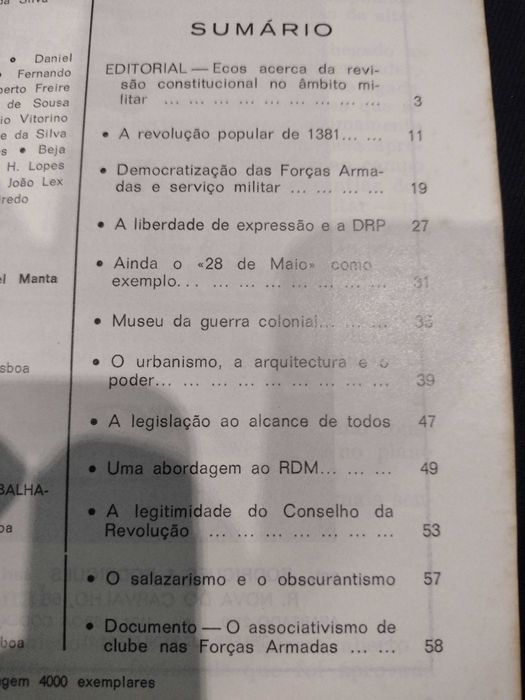 SUMÁRIO
EDITORIAL — Ecos acerca da revi-
são constitucional no âmbito mi-
litar ... ... ... ... ... ... ... ... ... 3
• A revolução popular de 1381... ... 11
• Democratização das Forças Arma-
das e serviço militar ... ... ... ... 19
• A liberdade de expressão e a DRP 27
• Ainda o «28 de Maio» como
exemplo... ... ... ... ... ... ... ... 31
• Museu da guerra colonial... ... ... 35
• O urbanismo, a arquitectura e o
poder... ... ... ... ... ... ... ... ... 39
• A legislação ao alcance de todos 47
• Uma abordagem ao RDM... ... ... 49
• A legitimidade do Conselho da
Revolução ... ... ... ... ... ... ... 53
• O salazarismo e o obscurantismo 57
• Documento — O associativismo de
clube nas Forças Armadas ... ... 58
• Daniel
Fernando
berto Freire
de Sousa
io Vitorino
e da Silva
s • Beja
H. Lopes
João Lex
redo
el Manta
sboa
BALHA-
oa
boa
gem 4000 exemplares